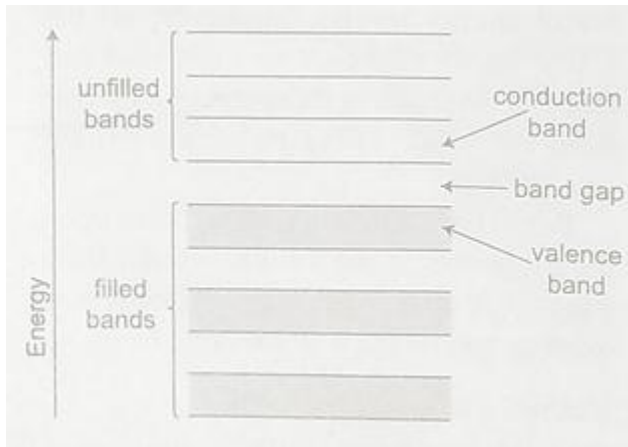 unfilled
bands
conduction
band
band gap
valence
band
filled
bands
Energy